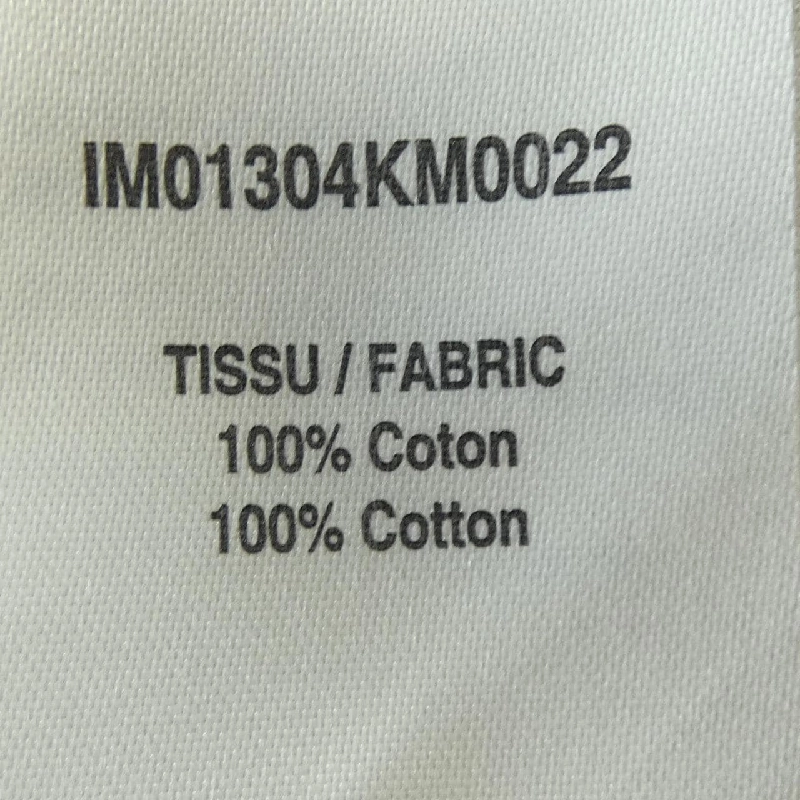 IM01304KM0022
TISSU / FABRIC
100% Coton
100% Cotton